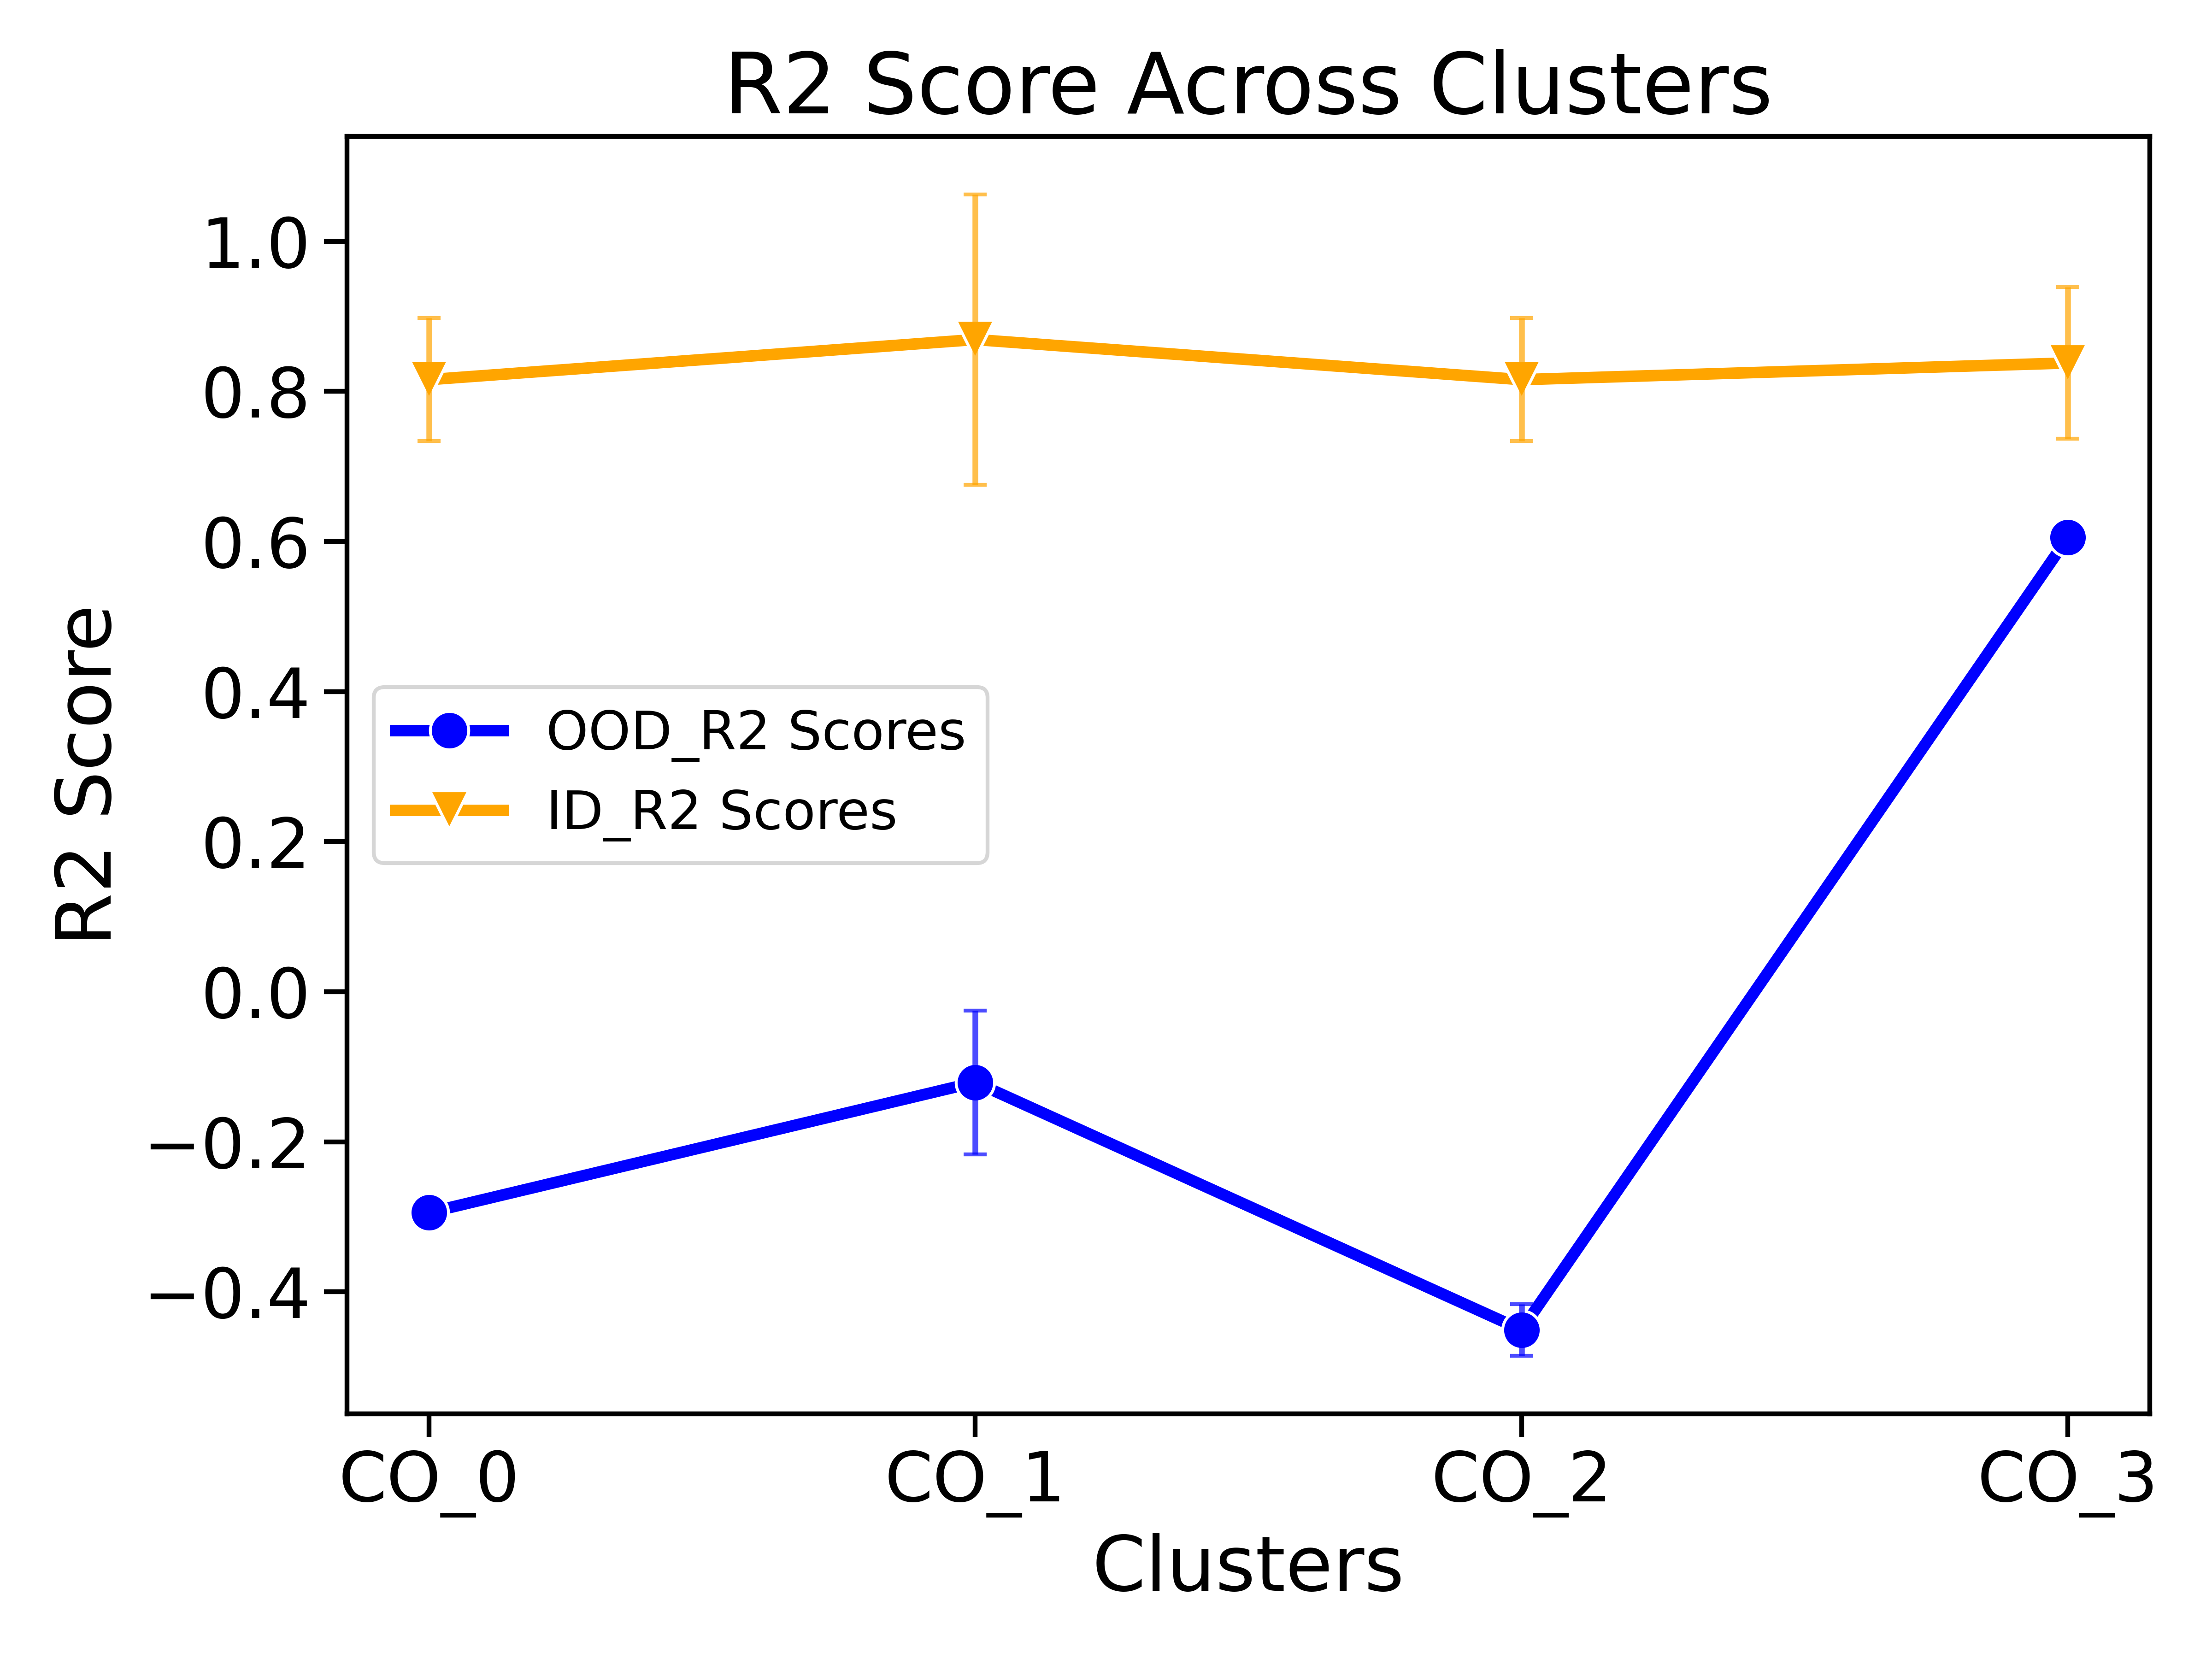 R2 Score Across Clusters
1.0
0.8
0.6
0.4
0.2
0.0
−0.2
−0.4
R2 Score
OOD_R2 Scores
ID_R2 Scores
CO_0 CO_1 CO_2 CO_3
Clusters